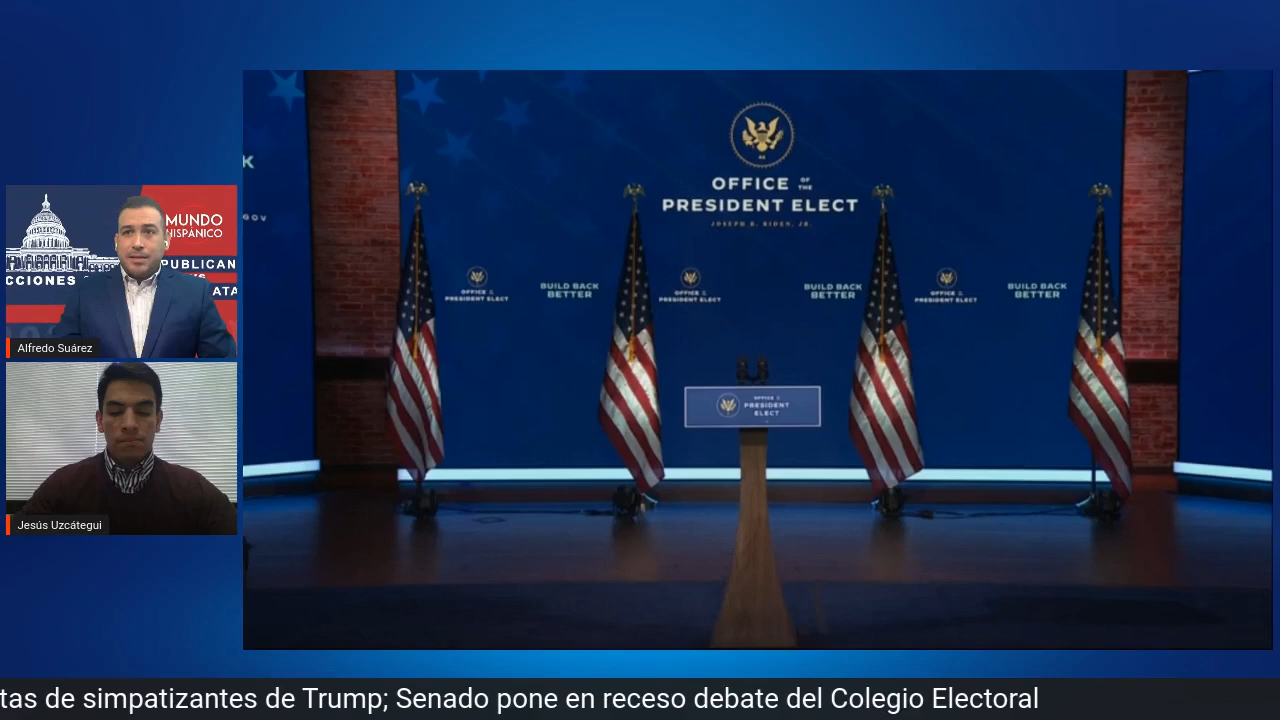 MUNDO
HISPÁNICO
PUBLICAN
CCIONES
ATA
Alfredo Suárez
Jesús Uzcátegui
K
GOV
OFFICE OF THE
PRESIDENT ELECT
JOSEPH R. BIDEN, JR.
OFFICE OF THE
PRESIDENT ELECT
BUILD BACK
BETTER
OFFICE OF THE
PRESIDENT ELECT
BUILD BACK
BETTER
OFFICE OF THE
PRESIDENT ELECT
BUILD BACK
BETTER
OFFICE OF THE
PRESIDENT
ELECT
tas de simpatizantes de Trump; Senado pone en receso debate del Colegio Electoral